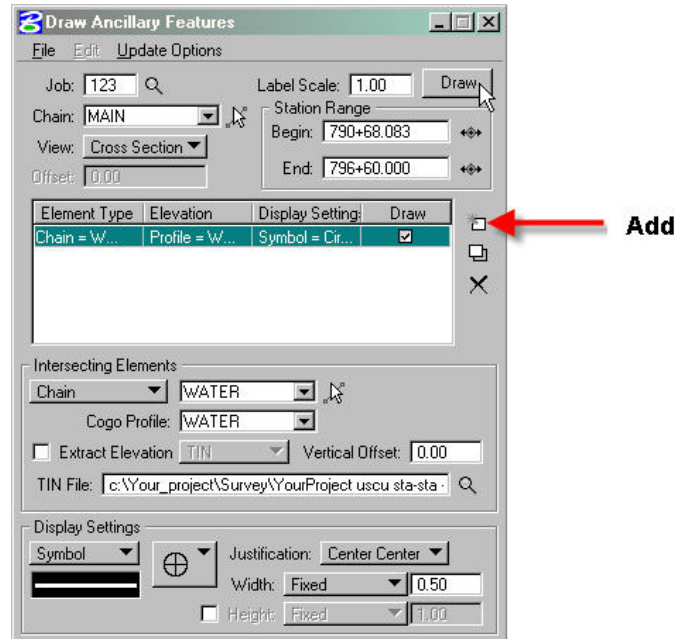 Draw Ancillary Features
File Edit Update Options
Job: 123 Label Scale: 1.00 Draw
Chain: MAIN Station Range
Begin: 790+68.083
View: Cross Section
End: 796+60.000
Offset: 0.00
Element Type Elevation Display Setting: Draw
Chain = W... Profile = W... Symbol = Cir...
Add
Intersecting Elements
Chain WATER
Cogo Profile: WATER
Extract Elevation TIN Vertical Offset: 0.00
TIN File: c:\Your_project\Survey\YourProject uscu sta-sta -
Display Settings
Symbol Justification: Center Center
Width: Fixed 0.50
Height: Fixed 1.00